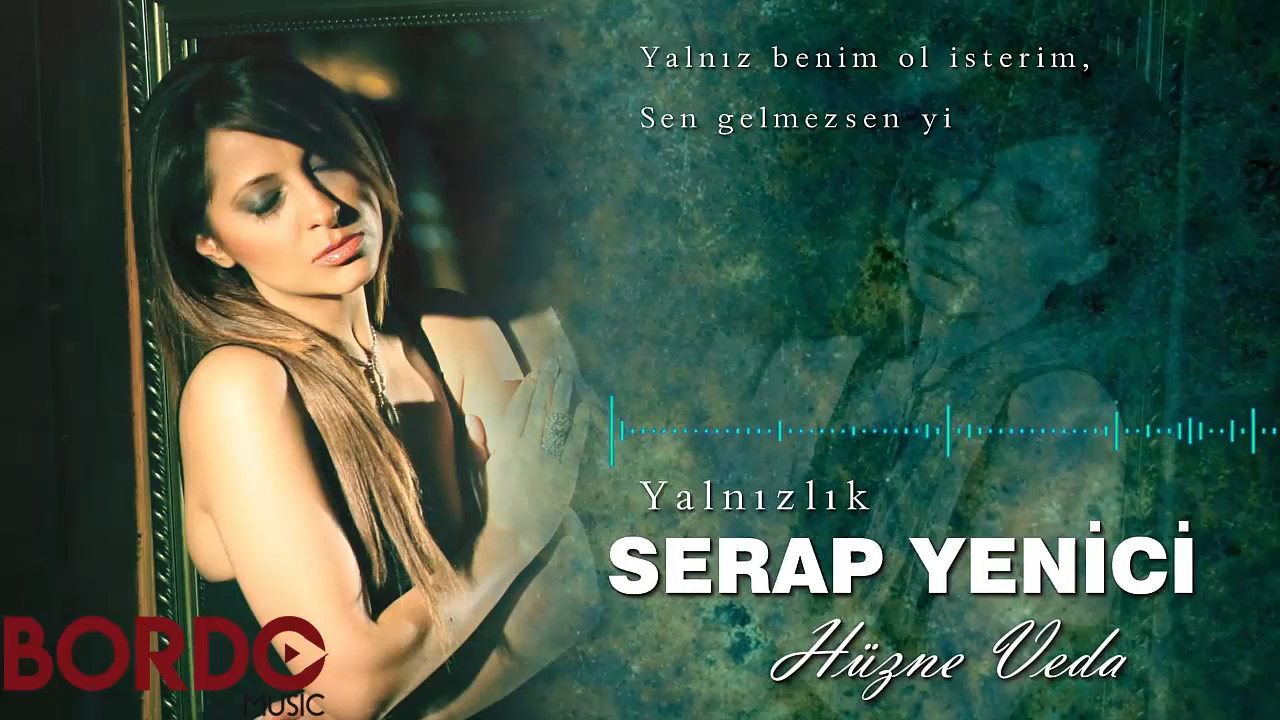 Yalnız benim ol isterim,
Sen gelmezsen yi
Yalnızlık
SERAP YENİCİ
Hüzne Veda
BORDO
MUSIC